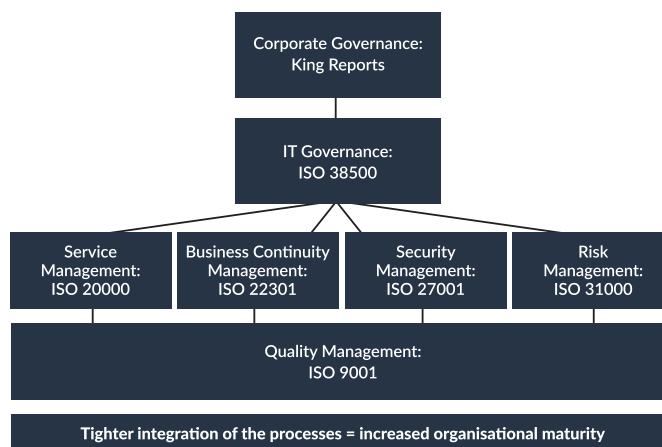 Corporate Governance:
King Reports
IT Governance:
ISO 38500
Service
Management:
ISO 20000
Business Continuity
Management:
ISO 22301
Security
Management:
ISO 27001
Risk
Management:
ISO 31000
Quality Management:
ISO 9001
Tighter integration of the processes = increased organisational maturity